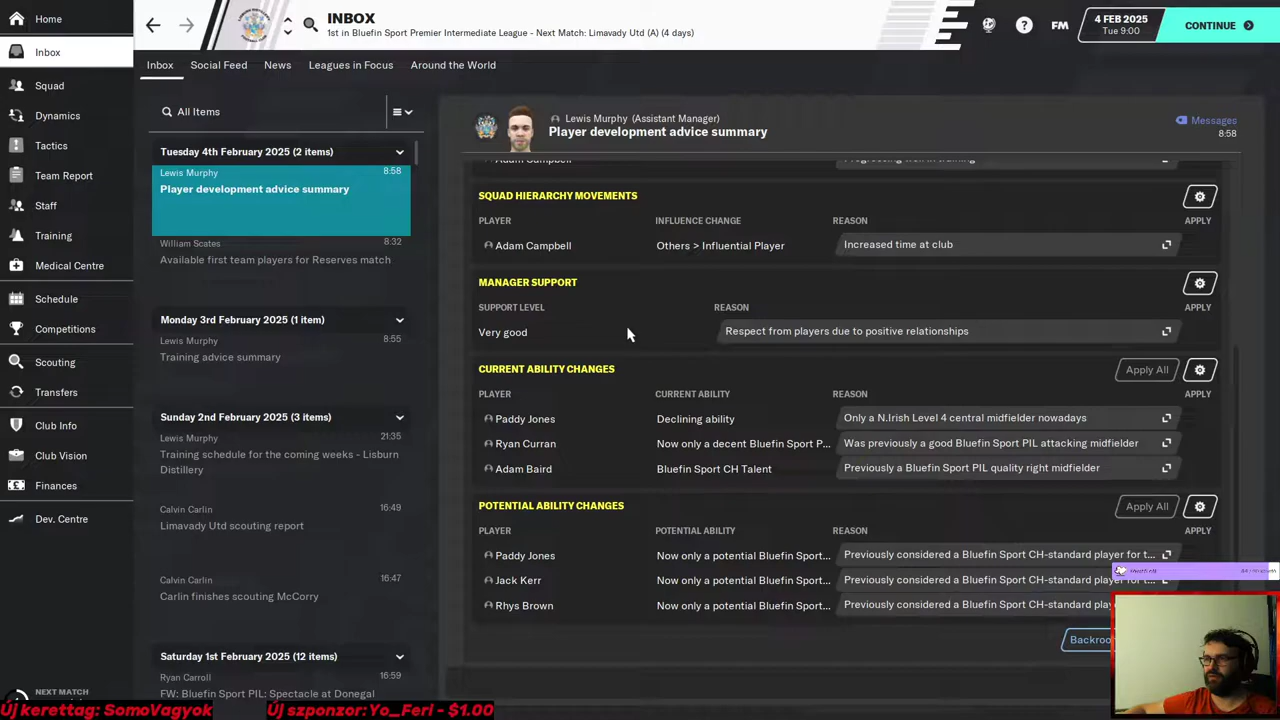 Home
Inbox
Squad
Dynamics
Tactics
Team Report
Staff
Training
Medical Centre
Schedule
Competitions
Scouting
Transfers
Club Info
Club Vision
Finances
Dev. Centre
NEXT MATCH
INBOX
1st in Bluefin Sport Premier Intermediate League - Next Match: Limavady Utd (A) (4 days)
FM
4 FEB 2025
Tue 9:00
CONTINUE
Inbox Social Feed News Leagues in Focus Around the World
All Items
Tuesday 4th February 2025 (2 items)
Lewis Murphy 8:58
Player development advice summary
William Scates 8:32
Available first team players for Reserves match
Monday 3rd February 2025 (1 item)
Lewis Murphy 8:55
Training advice summary
Sunday 2nd February 2025 (3 items)
Lewis Murphy 21:35
Training schedule for the coming weeks - Lisburn
Distillery
Calvin Carlin 16:49
Limavady Utd scouting report
Calvin Carlin 16:47
Carlin finishes scouting McCorry
Saturday 1st February 2025 (12 items)
Ryan Carroll 16:59
FW: Bluefin Sport PIL: Spectacle at Donegal
Lewis Murphy (Assistant Manager)
Player development advice summary
Messages
8:58
Adam Campbell Progressing well in training
SQUAD HIERARCHY MOVEMENTS
PLAYER INFLUENCE CHANGE REASON APPLY
Adam Campbell Others > Influential Player Increased time at club
MANAGER SUPPORT
SUPPORT LEVEL REASON APPLY
Very good Respect from players due to positive relationships
CURRENT ABILITY CHANGES Apply All
PLAYER CURRENT ABILITY REASON APPLY
Paddy Jones Declining ability Only a N.Irish Level 4 central midfielder nowadays
Ryan Curran Now only a decent Bluefin Sport P... Was previously a good Bluefin Sport PIL attacking midfielder
Adam Baird Bluefin Sport CH Talent Previously a Bluefin Sport PIL quality right midfielder
POTENTIAL ABILITY CHANGES Apply All
PLAYER POTENTIAL ABILITY REASON APPLY
Paddy Jones Now only a potential Bluefin Sport... Previously considered a Bluefin Sport CH-standard player for t...
Jack Kerr Now only a potential Bluefin Sport... Previously considered a Bluefin Sport CH-standard player for t...
Rhys Brown Now only a potential Bluefin Sport... Previously considered a Bluefin Sport CH-standard play
Backroo
Új kerettag: SomoVagyok Új szponzor: Yo_Feri - $1.00